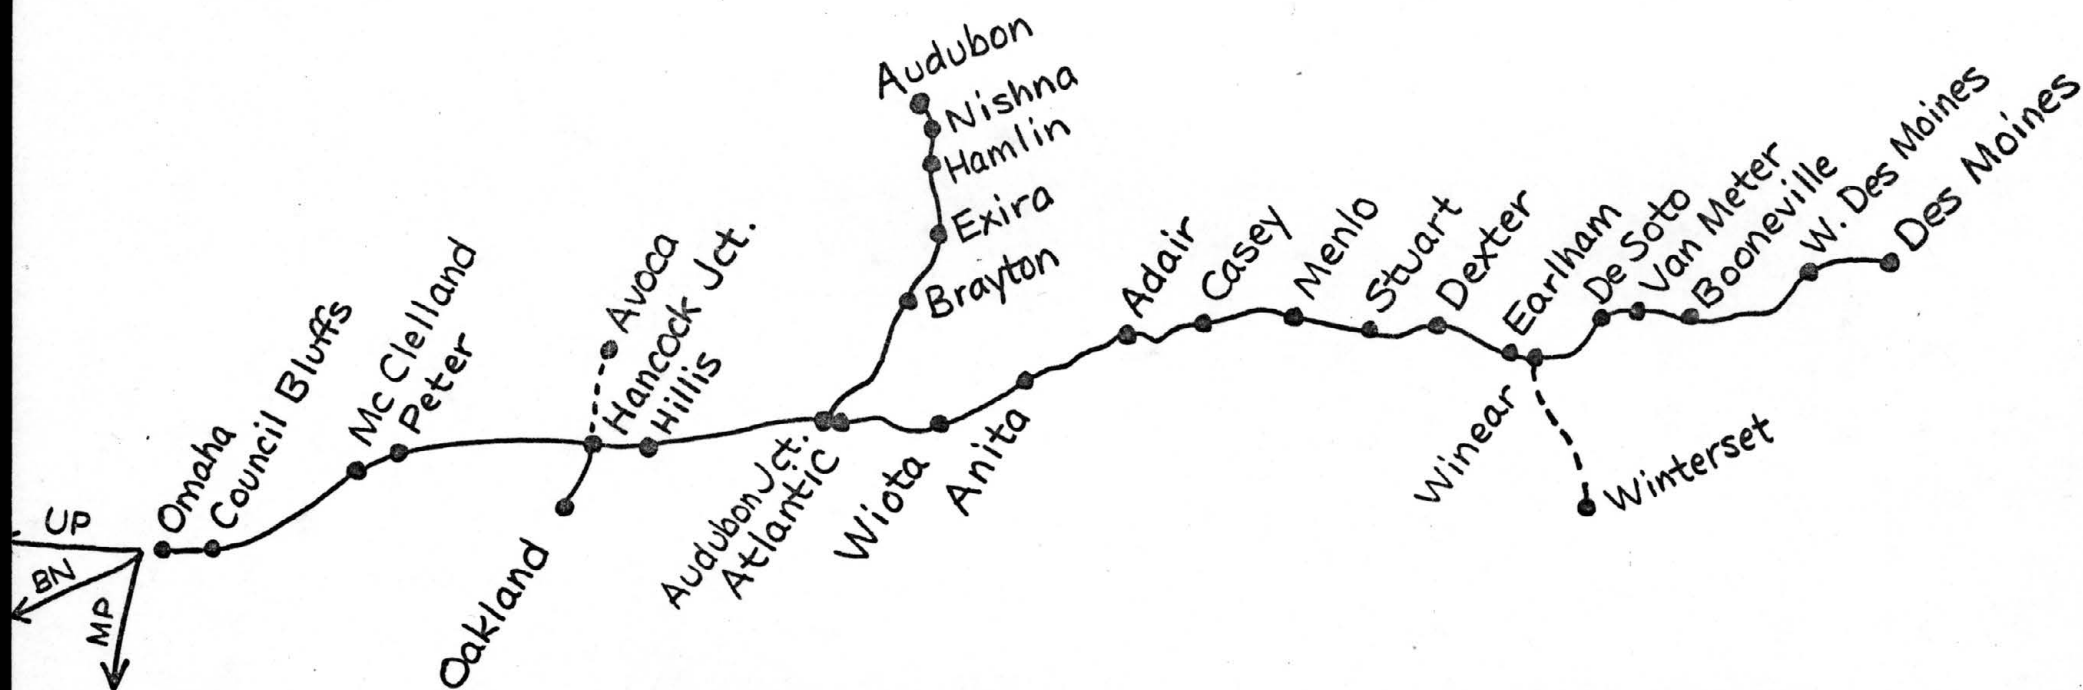 Audubon
Nishna
Hamlin
Exira
Brayton
Omaha
Council Bluffs
Mc Clelland
Peter
Avoca
Hancock Jct.
Hillis
Oakland
Audubon Jct.
Atlantic
Wiota
Anita
Adair
Casey
Menlo
Stuart
Dexter
Earlham
Winear
Winterset
De Soto
Van Meter
Booneville
W. Des Moines
Des Moines
UP
BN
MP